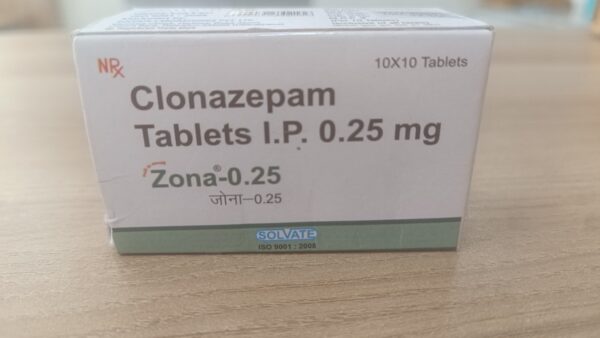 NRx
10X10 Tablets
Clonazepam
Tablets I.P. 0.25 mg
Zona®-0.25
जोना–0.25
SOLVATE
ISO 9001 : 2008